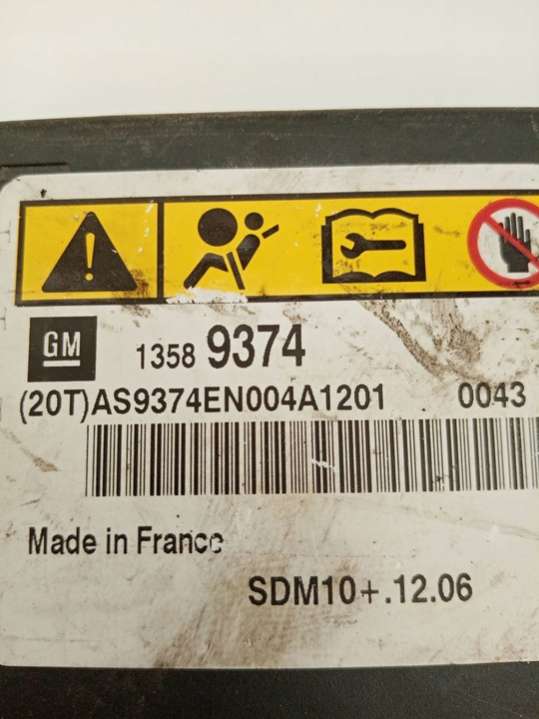 GM 1358 9374
(20T)AS9374EN004A1201 0043
Made in France
SDM10+.12.06